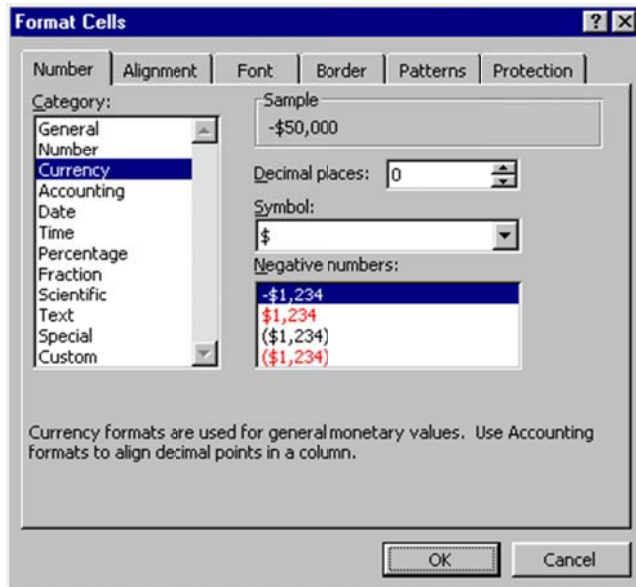 Format Cells
Number Alignment Font Border Patterns Protection
Category:
General
Number
Currency
Accounting
Date
Time
Percentage
Fraction
Scientific
Text
Special
Custom
Sample
-$50,000
Decimal places: 0
Symbol:
$
Negative numbers:
-$1,234
$1,234
($1,234)
($1,234)
Currency formats are used for general monetary values. Use Accounting
formats to align decimal points in a column.
OK Cancel